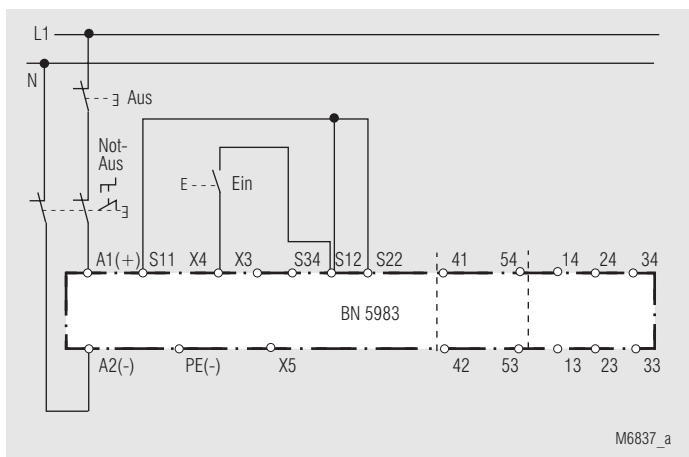 L1
N
Aus
Not-
Aus
E
Ein
A1(+) S11 X4 X3 S34 S12 S22 41 54 14 24 34
BN 5983
A2(-) PE(-) X5 42 53 13 23 33
M6837_a